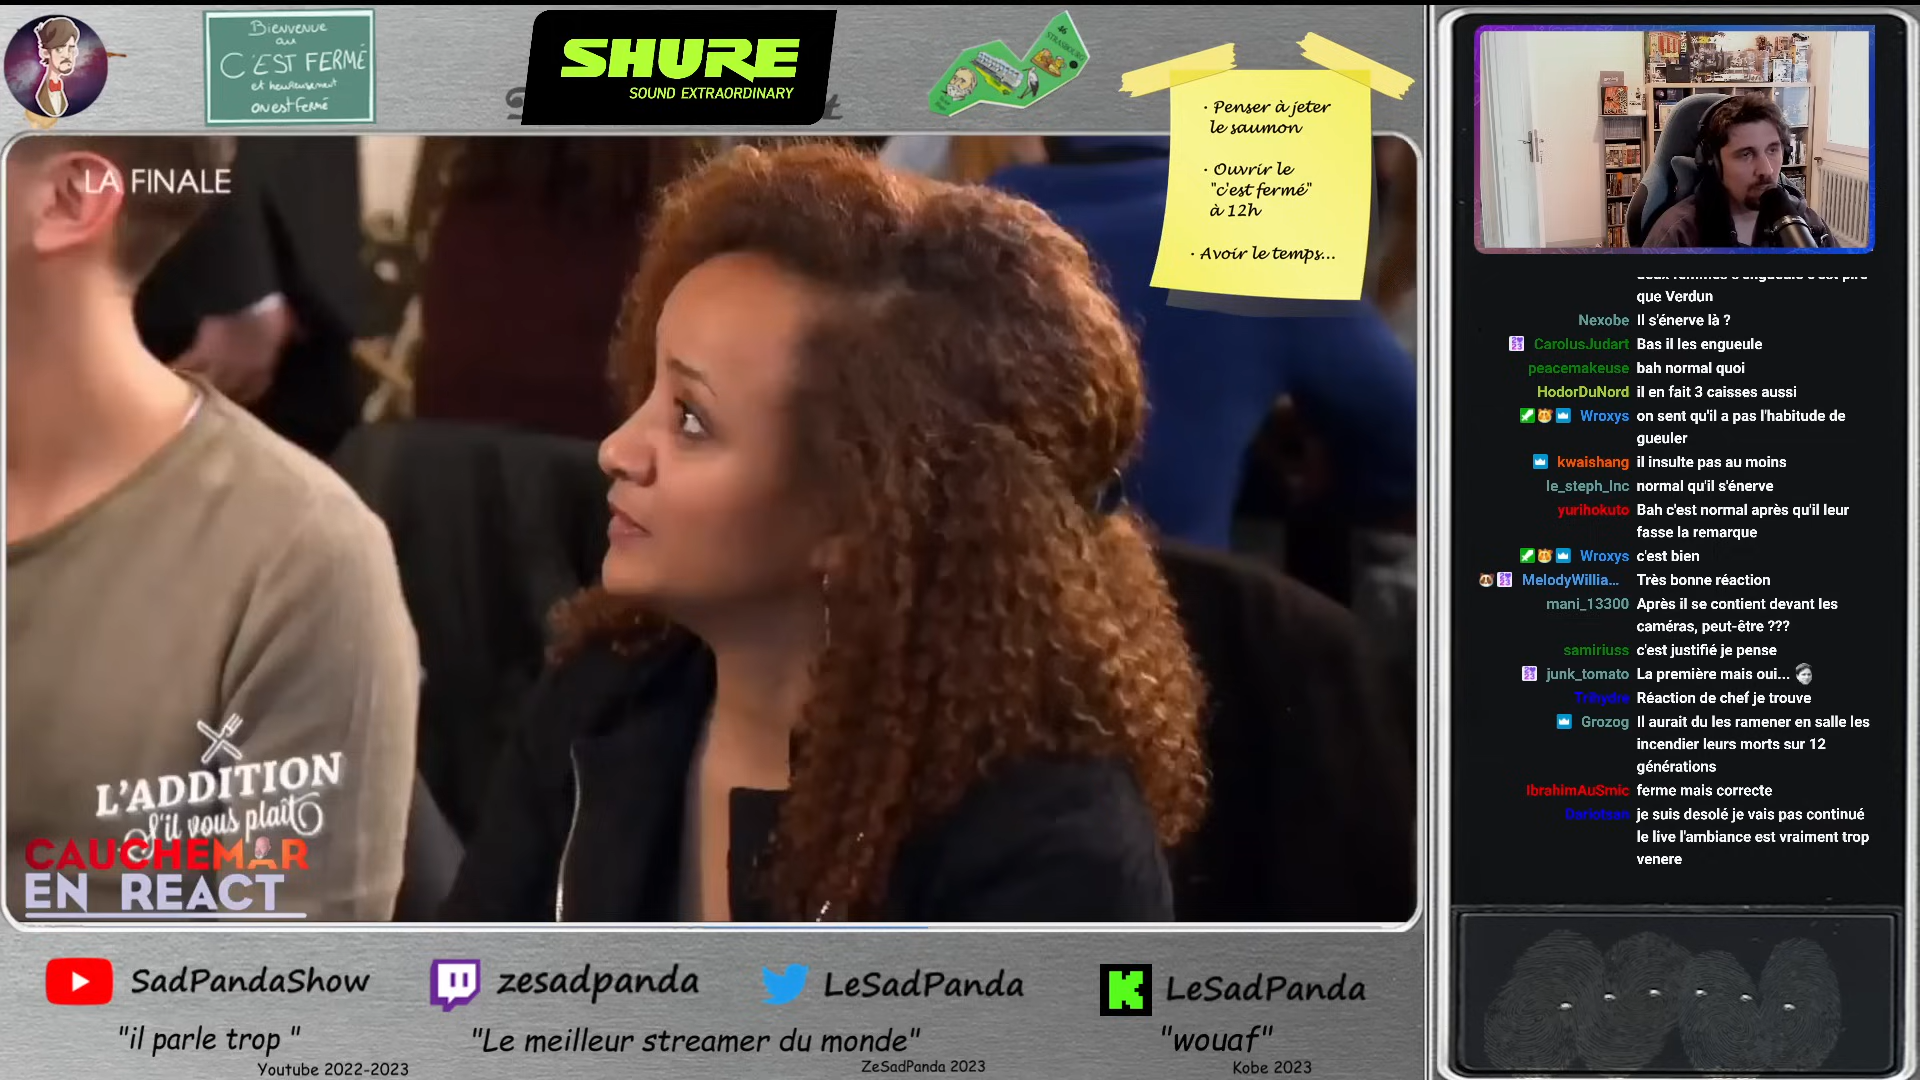 Bienvenue
au
C'EST FERMÉ
et heureusement
on est fermé
SHURE
SOUND EXTRAORDINARY
STRASBOURG
· Penser à jeter
le saumon
· Ouvrir le
"c'est fermé"
à 12h
· Avoir le temps...
LA FINALE
L'ADDITION
s'il vous plaît
CAUCHEMAR
EN REACT
que Verdun
Nexobe Il s'énerve là ?
CarolusJudart Bas il les engueule
peacemakeuse bah normal quoi
HodorDuNord il en fait 3 caisses aussi
Wroxys on sent qu'il a pas l'habitude de
gueuler
kwaishang il insulte pas au moins
le_steph_Inc normal qu'il s'énerve
yurihokuto Bah c'est normal après qu'il leur
fasse la remarque
Wroxys c'est bien
MelodyWillia... Très bonne réaction
mani_13300 Après il se contient devant les
caméras, peut-être ???
samiriuss c'est justifié je pense
junk_tomato La première mais oui...
Trihydre Réaction de chef je trouve
Grozog Il aurait du les ramener en salle les
incendier leurs morts sur 12
générations
IbrahimAuSmic ferme mais correcte
Dariotsan je suis desolé je vais pas continué
le live l'ambiance est vraiment trop
venere
SadPandaShow
"il parle trop "
Youtube 2022-2023
zesadpanda
LeSadPanda
"Le meilleur streamer du monde"
ZeSadPanda 2023
LeSadPanda
"wouaf"
Kobe 2023